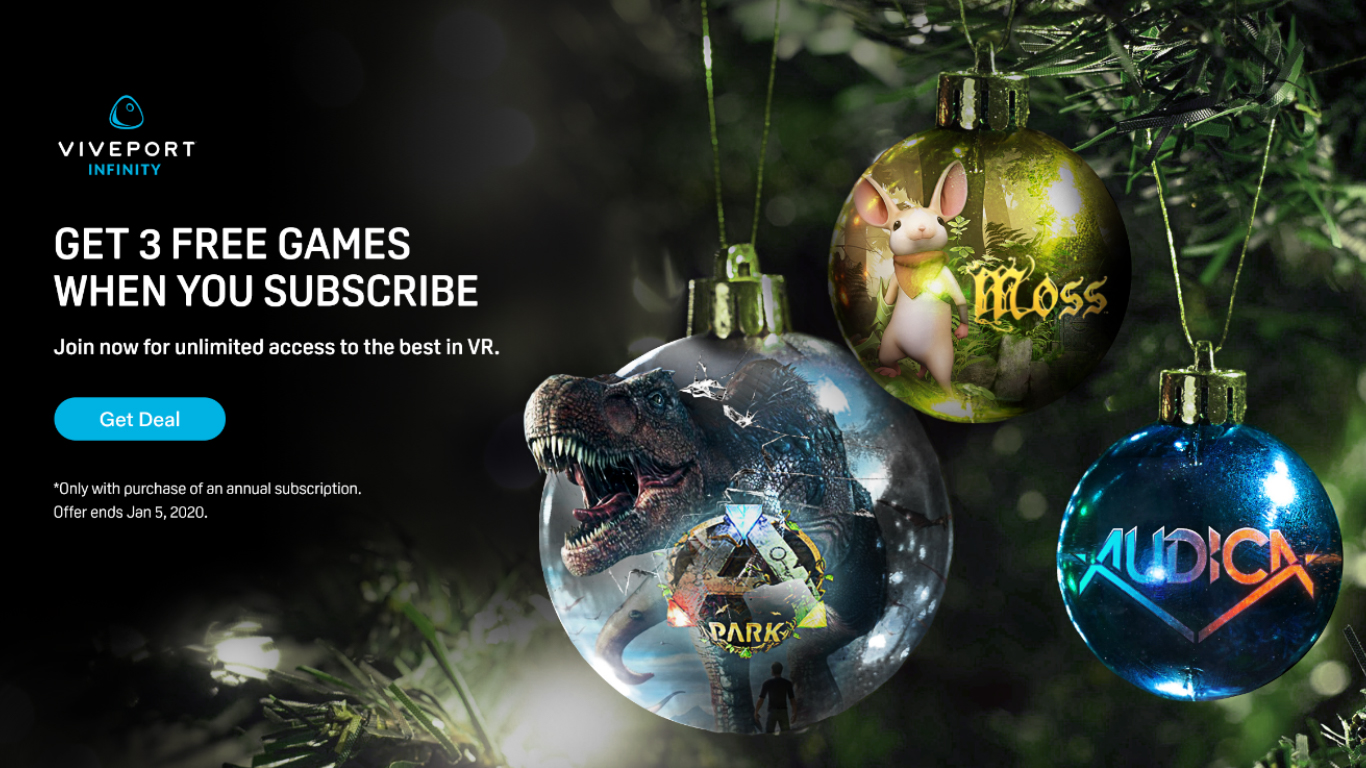 VIVEPORT
INFINITY
GET 3 FREE GAMES
WHEN YOU SUBSCRIBE
Join now for unlimited access to the best in VR.
Get Deal
*Only with purchase of an annual subscription.
Offer ends Jan 5, 2020.
Moss
PARK
AUDICA